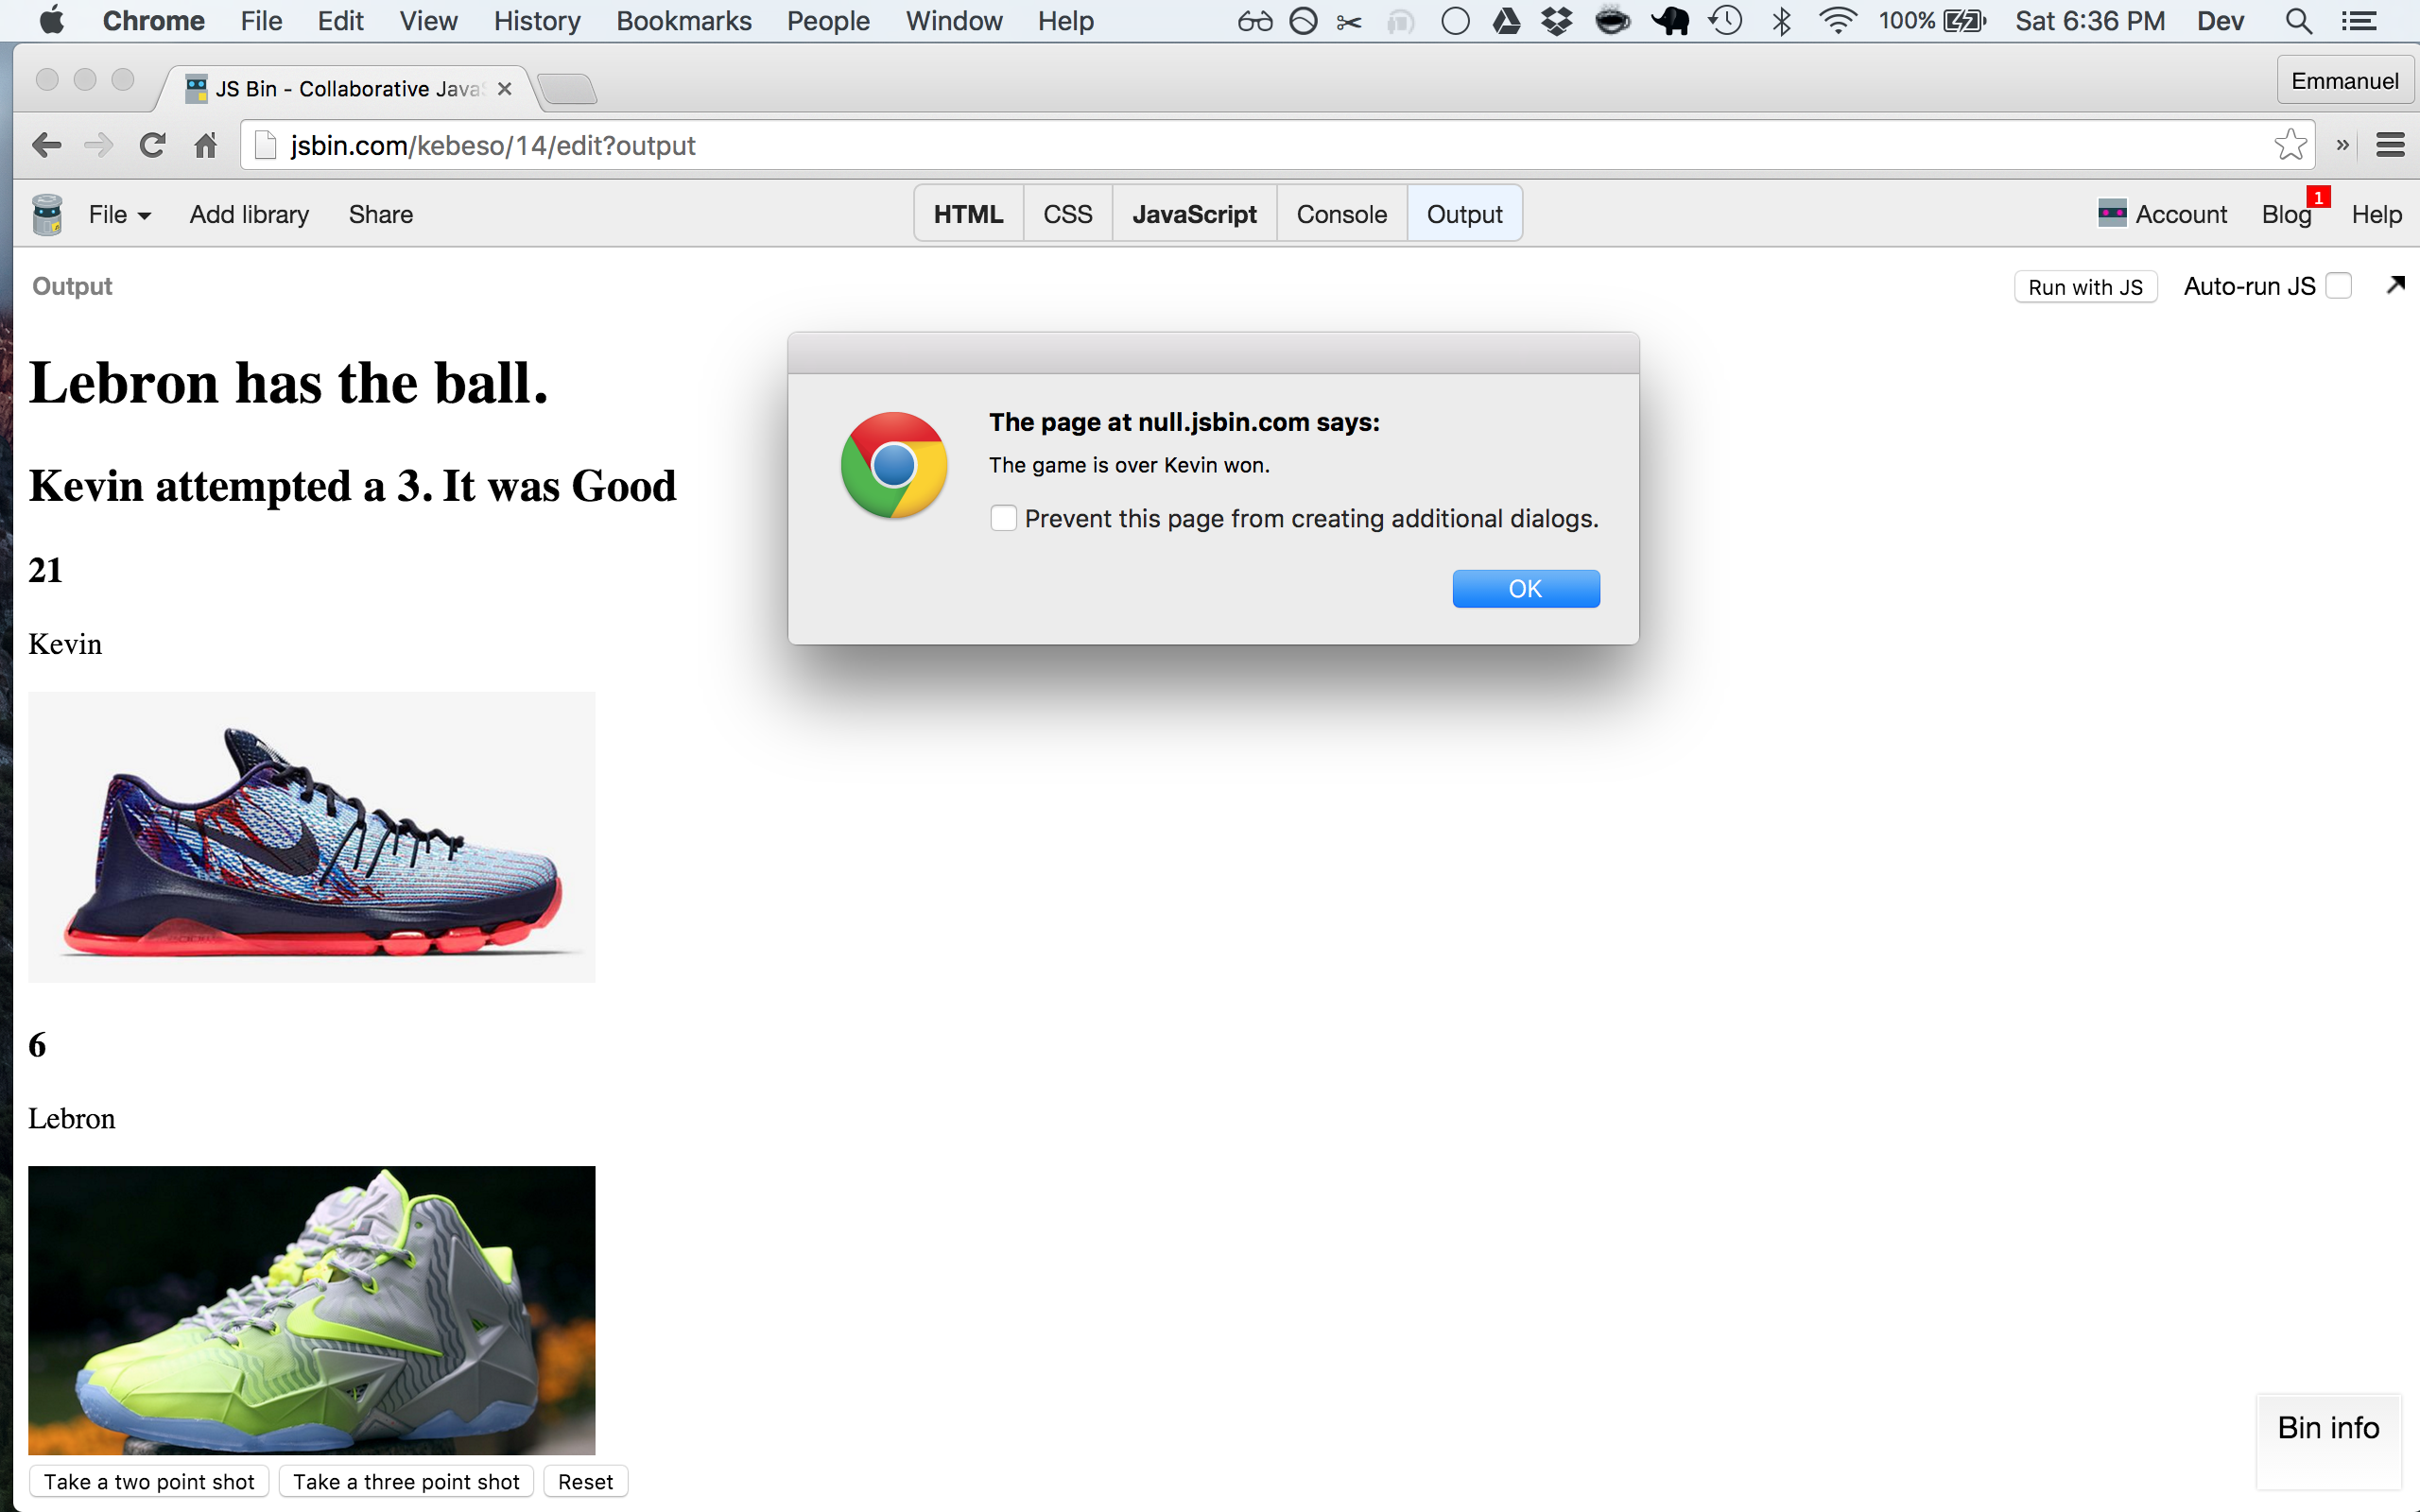 Chrome File Edit View History Bookmarks People Window Help 100% Sat 6:36 PM Dev
JS Bin - Collaborative Java
Emmanuel
jsbin.com/kebeso/14/edit?output
»
File Add library Share HTML CSS JavaScript Console Output Account Blog 1 Help
Output Run with JS Auto-run JS
Lebron has the ball.
The page at null.jsbin.com says:
The game is over Kevin won.
Prevent this page from creating additional dialogs.
OK
Kevin attempted a 3. It was Good
21
Kevin
6
Lebron
Take a two point shot Take a three point shot Reset
Bin info